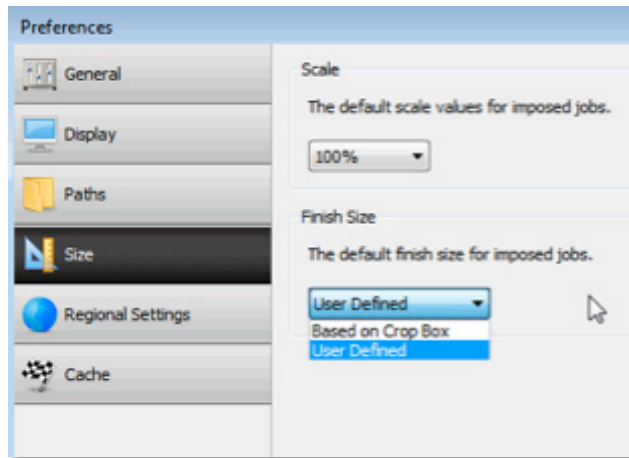 Preferences
General
Display
Paths
Size
Regional Settings
Cache
Scale
The default scale values for imposed jobs.
100%
Finish Size
The default finish size for imposed jobs.
User Defined
Based on Crop Box
User Defined